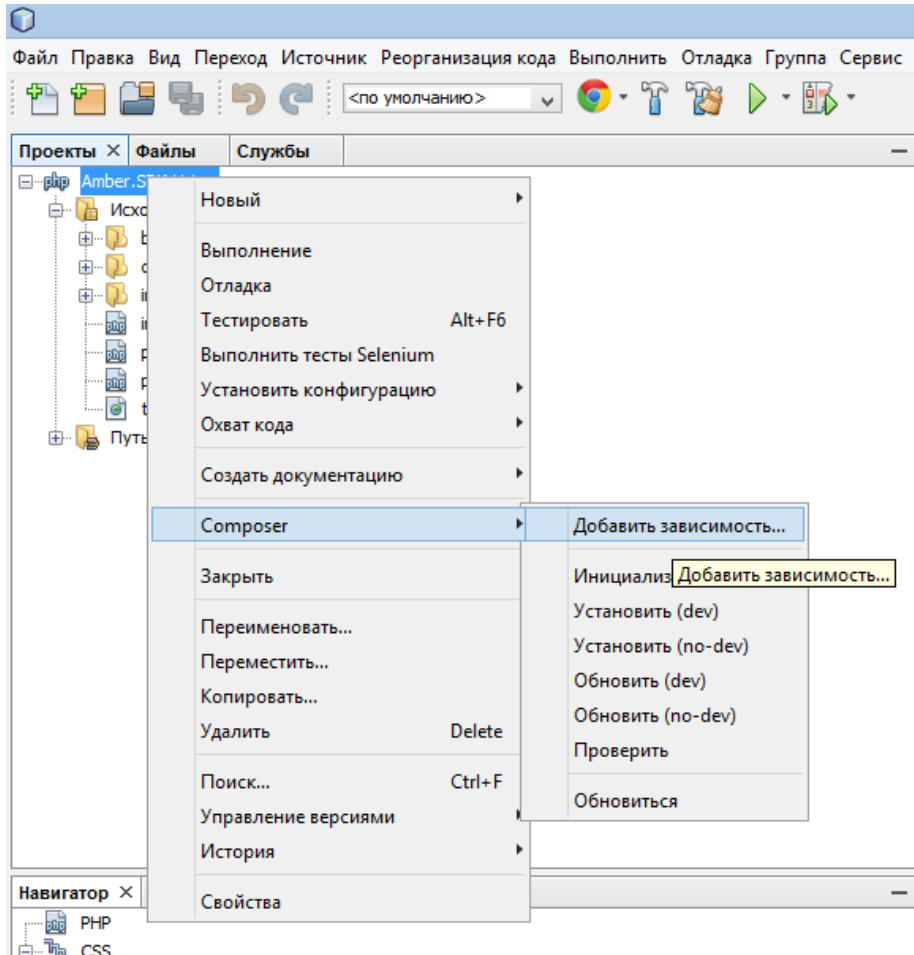 Файл Правка Вид Переход Источник Реорганизация кода Выполнить Отладка Группа Сервис
<по умолчанию>
Проекты Файлы Службы
php
Новый
Выполнение
Отладка
Тестировать Alt+F6
Выполнить тесты Selenium
Установить конфигурацию
Охват кода
Путь
Создать документацию
Composer
Закрыть
Переименовать...
Переместить...
Копировать...
Удалить Delete
Поиск... Ctrl+F
Управление версиями
История
Свойства
Добавить зависимость...
Добавить зависимость...
Установить (dev)
Установить (no-dev)
Обновить (dev)
Обновить (no-dev)
Проверить
Обновиться
Навигатор
PHP
CSS